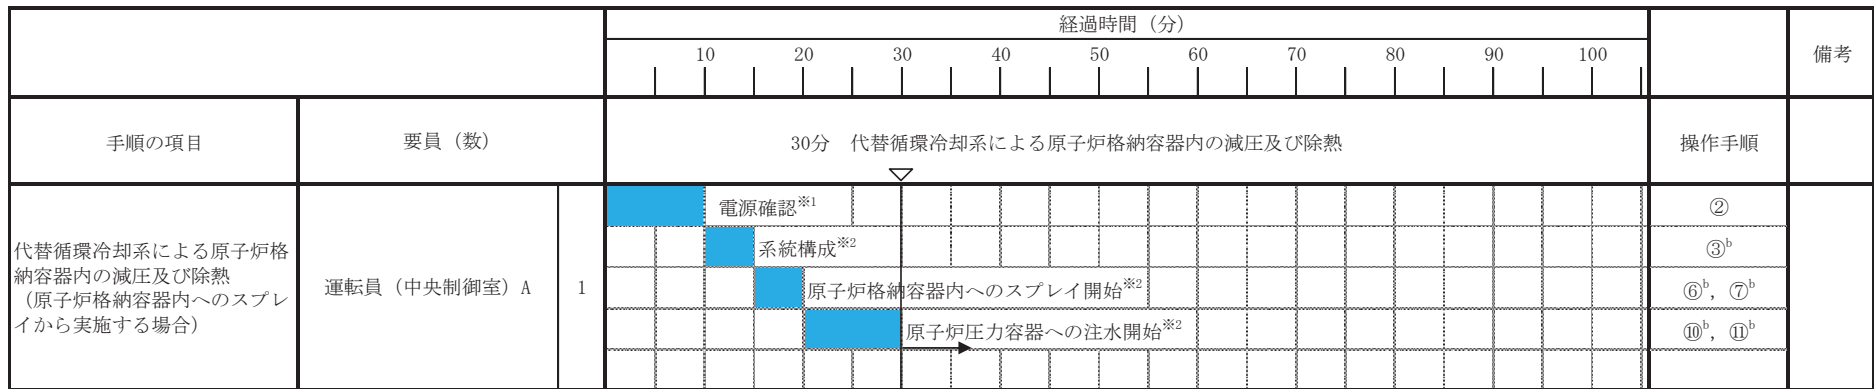 経過時間（分）
備考
10 20 30 40 50 60 70 80 90 100
手順の項目
要員（数）
30分　代替循環冷却系による原子炉格納容器内の減圧及び除熱
操作手順
代替循環冷却系による原子炉格
納容器内の減圧及び除熱
（原子炉格納容器内へのスプレ
イから実施する場合）
運転員（中央制御室）A
1
電源確認※1
②
系統構成※2
③b
原子炉格納容器内へのスプレイ開始※2
⑥b，⑦b
原子炉圧力容器への注水開始※2
⑩b，⑪b